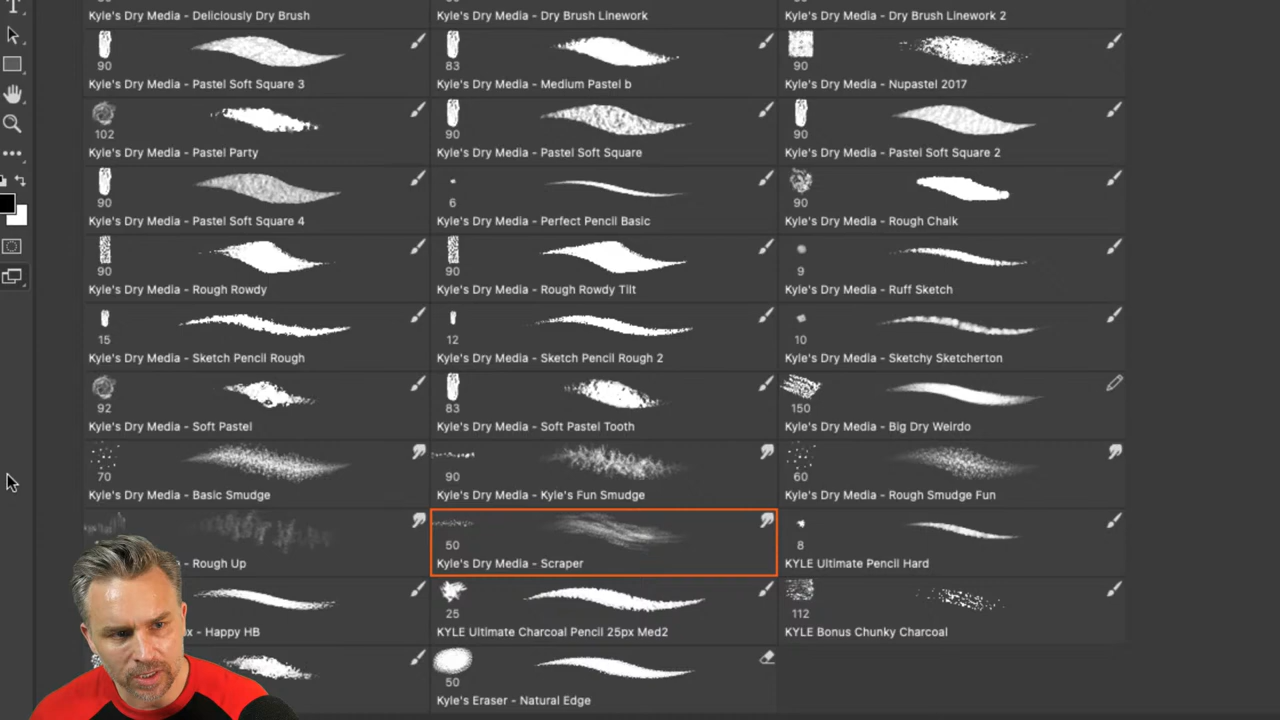 Kyle's Dry Media - Deliciously Dry Brush
Kyle's Dry Media - Dry Brush Linework
Kyle's Dry Media - Dry Brush Linework 2
90
Kyle's Dry Media - Pastel Soft Square 3
83
Kyle's Dry Media - Medium Pastel b
90
Kyle's Dry Media - Nupastel 2017
102
Kyle's Dry Media - Pastel Party
90
Kyle's Dry Media - Pastel Soft Square
90
Kyle's Dry Media - Pastel Soft Square 2
90
Kyle's Dry Media - Pastel Soft Square 4
6
Kyle's Dry Media - Perfect Pencil Basic
90
Kyle's Dry Media - Rough Chalk
90
Kyle's Dry Media - Rough Rowdy
90
Kyle's Dry Media - Rough Rowdy Tilt
9
Kyle's Dry Media - Ruff Sketch
15
Kyle's Dry Media - Sketch Pencil Rough
12
Kyle's Dry Media - Sketch Pencil Rough 2
10
Kyle's Dry Media - Sketchy Sketcherton
92
Kyle's Dry Media - Soft Pastel
83
Kyle's Dry Media - Soft Pastel Tooth
150
Kyle's Dry Media - Big Dry Weirdo
70
Kyle's Dry Media - Basic Smudge
90
Kyle's Dry Media - Kyle's Fun Smudge
60
Kyle's Dry Media - Rough Smudge Fun
- Rough Up
50
Kyle's Dry Media - Scraper
8
KYLE Ultimate Pencil Hard
- Happy HB
25
KYLE Ultimate Charcoal Pencil 25px Med2
112
KYLE Bonus Chunky Charcoal
50
Kyle's Eraser - Natural Edge